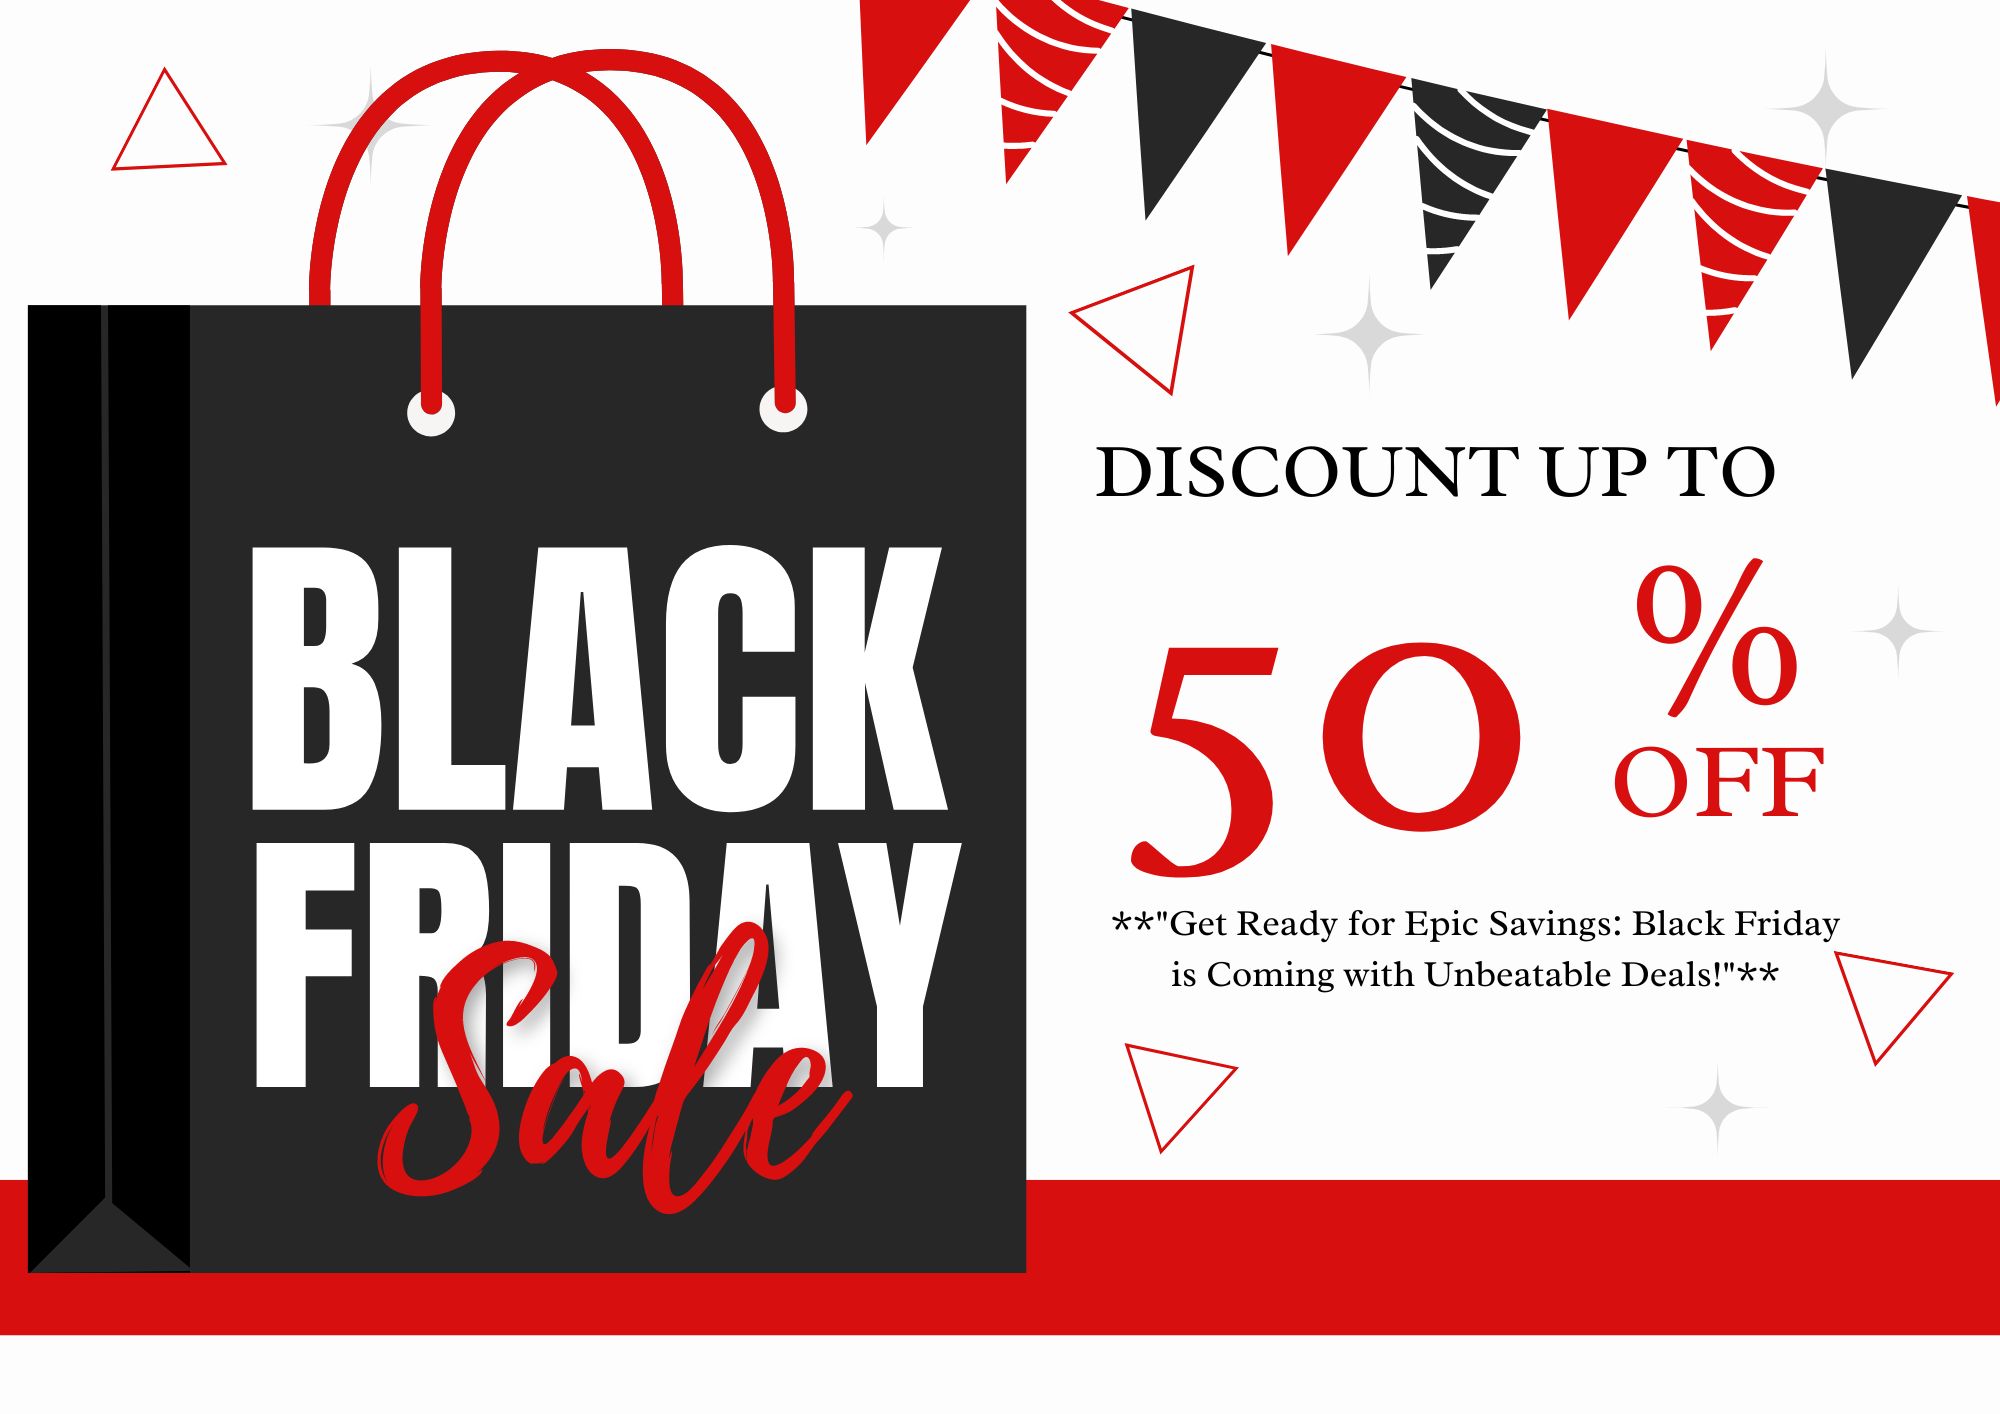 BLACK
FRIDAY
Sale
DISCOUNT UP TO
50 %
OFF
**"Get Ready for Epic Savings: Black Friday
is Coming with Unbeatable Deals!"**